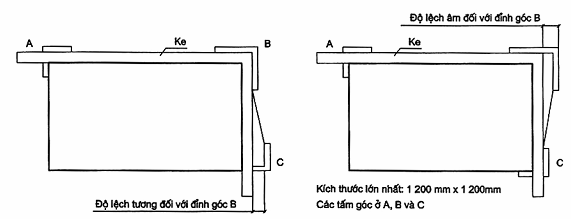 A
Ke
B
C
Độ lệch tương đối với đỉnh góc B
Độ lệch âm đối với đỉnh góc B
A
Ke
C
Kích thước lớn nhất: 1 200 mm x 1 200mm
Các tấm góc ở A, B và C